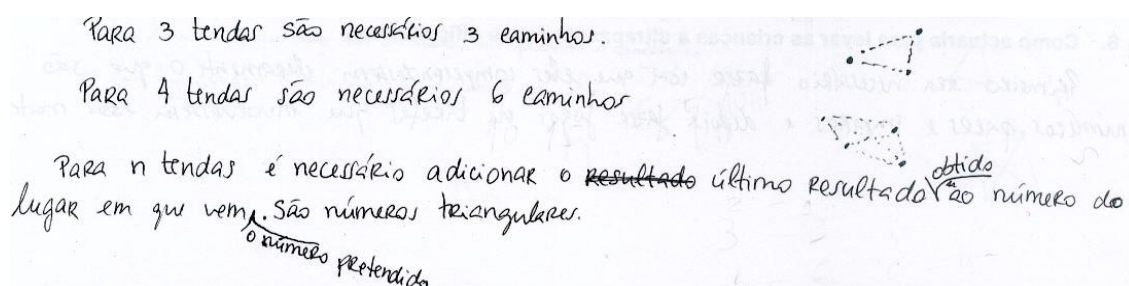 Para 3 tendas são necessários 3 caminhos.
Para 4 tendas são necessários 6 caminhos
Para n tendas é necessário adicionar o resultado último resultado obtido ao número do
lugar em que vem o número pretendido. São números triangulares.